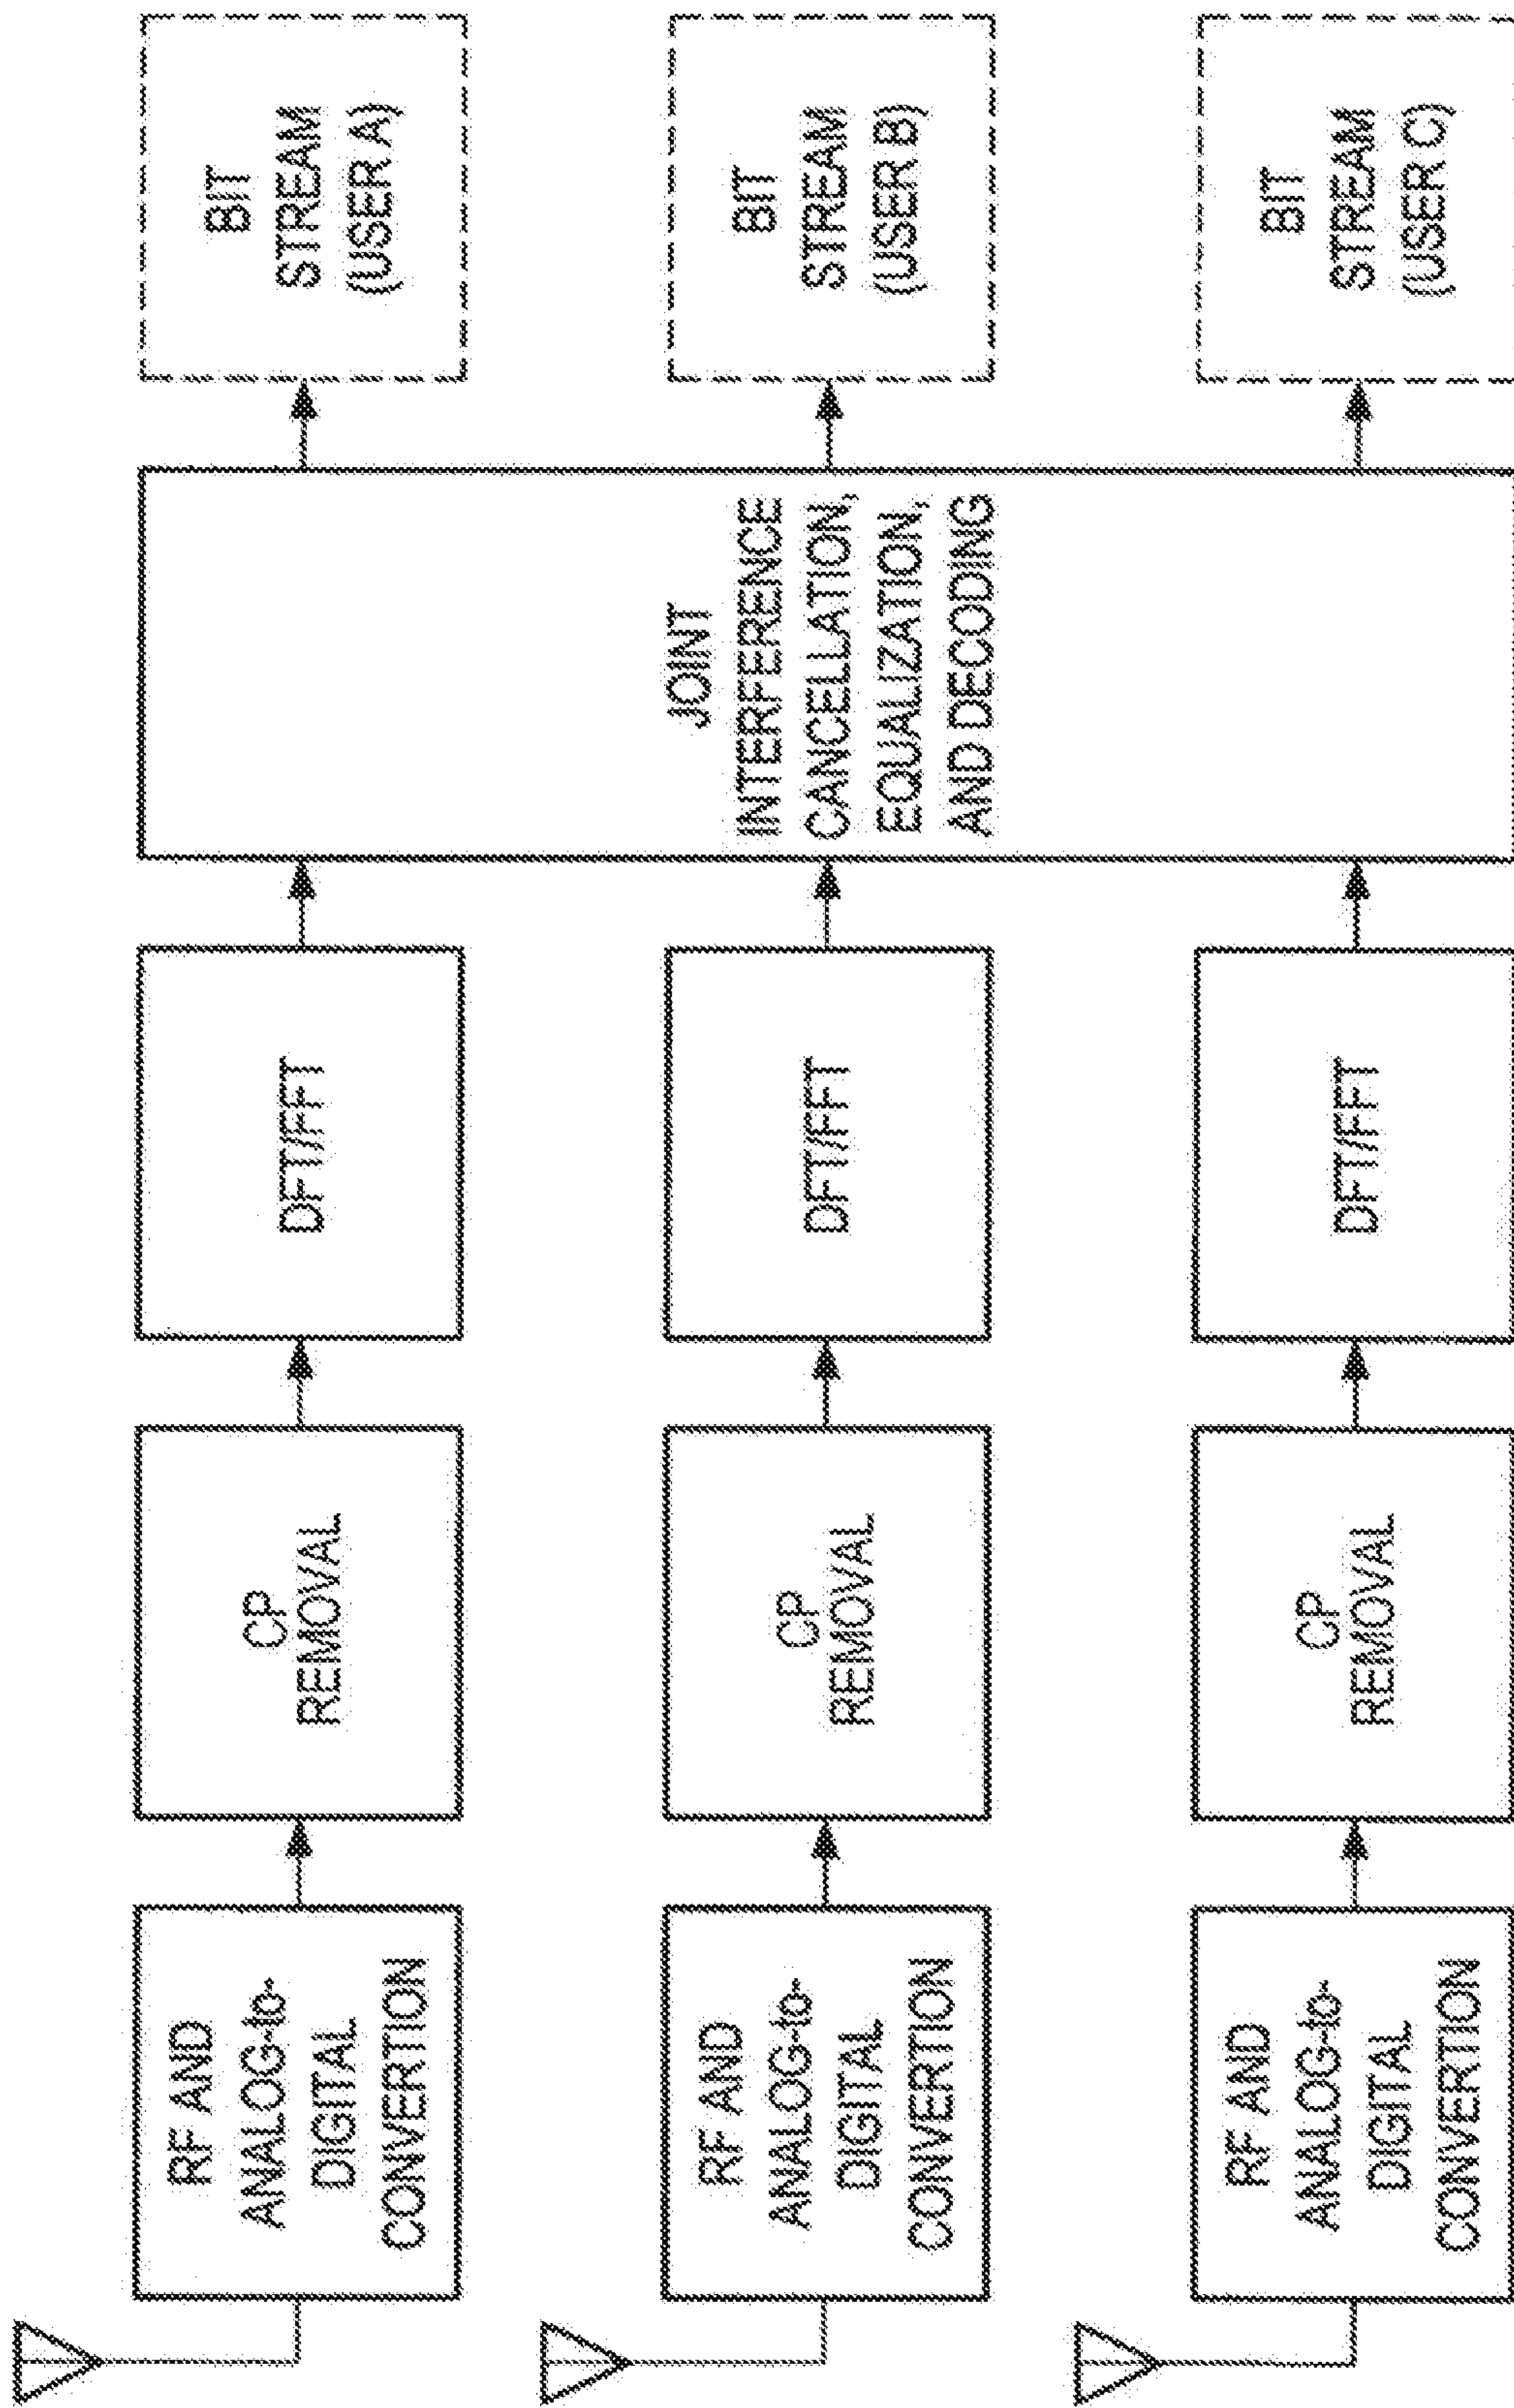 RF AND
ANALOG-to-
DIGITAL
CONVERTION
CP
REMOVAL
DFT/FFT
JOINT
INTERFERENCE
CANCELLATION,
EQUALIZATION,
AND DECODING
BIT
STREAM
(USER A)
RF AND
ANALOG-to-
DIGITAL
CONVERTION
CP
REMOVAL
DFT/FFT
BIT
STREAM
(USER B)
RF AND
ANALOG-to-
DIGITAL
CONVERTION
CP
REMOVAL
DFT/FFT
BIT
STREAM
(USER C)